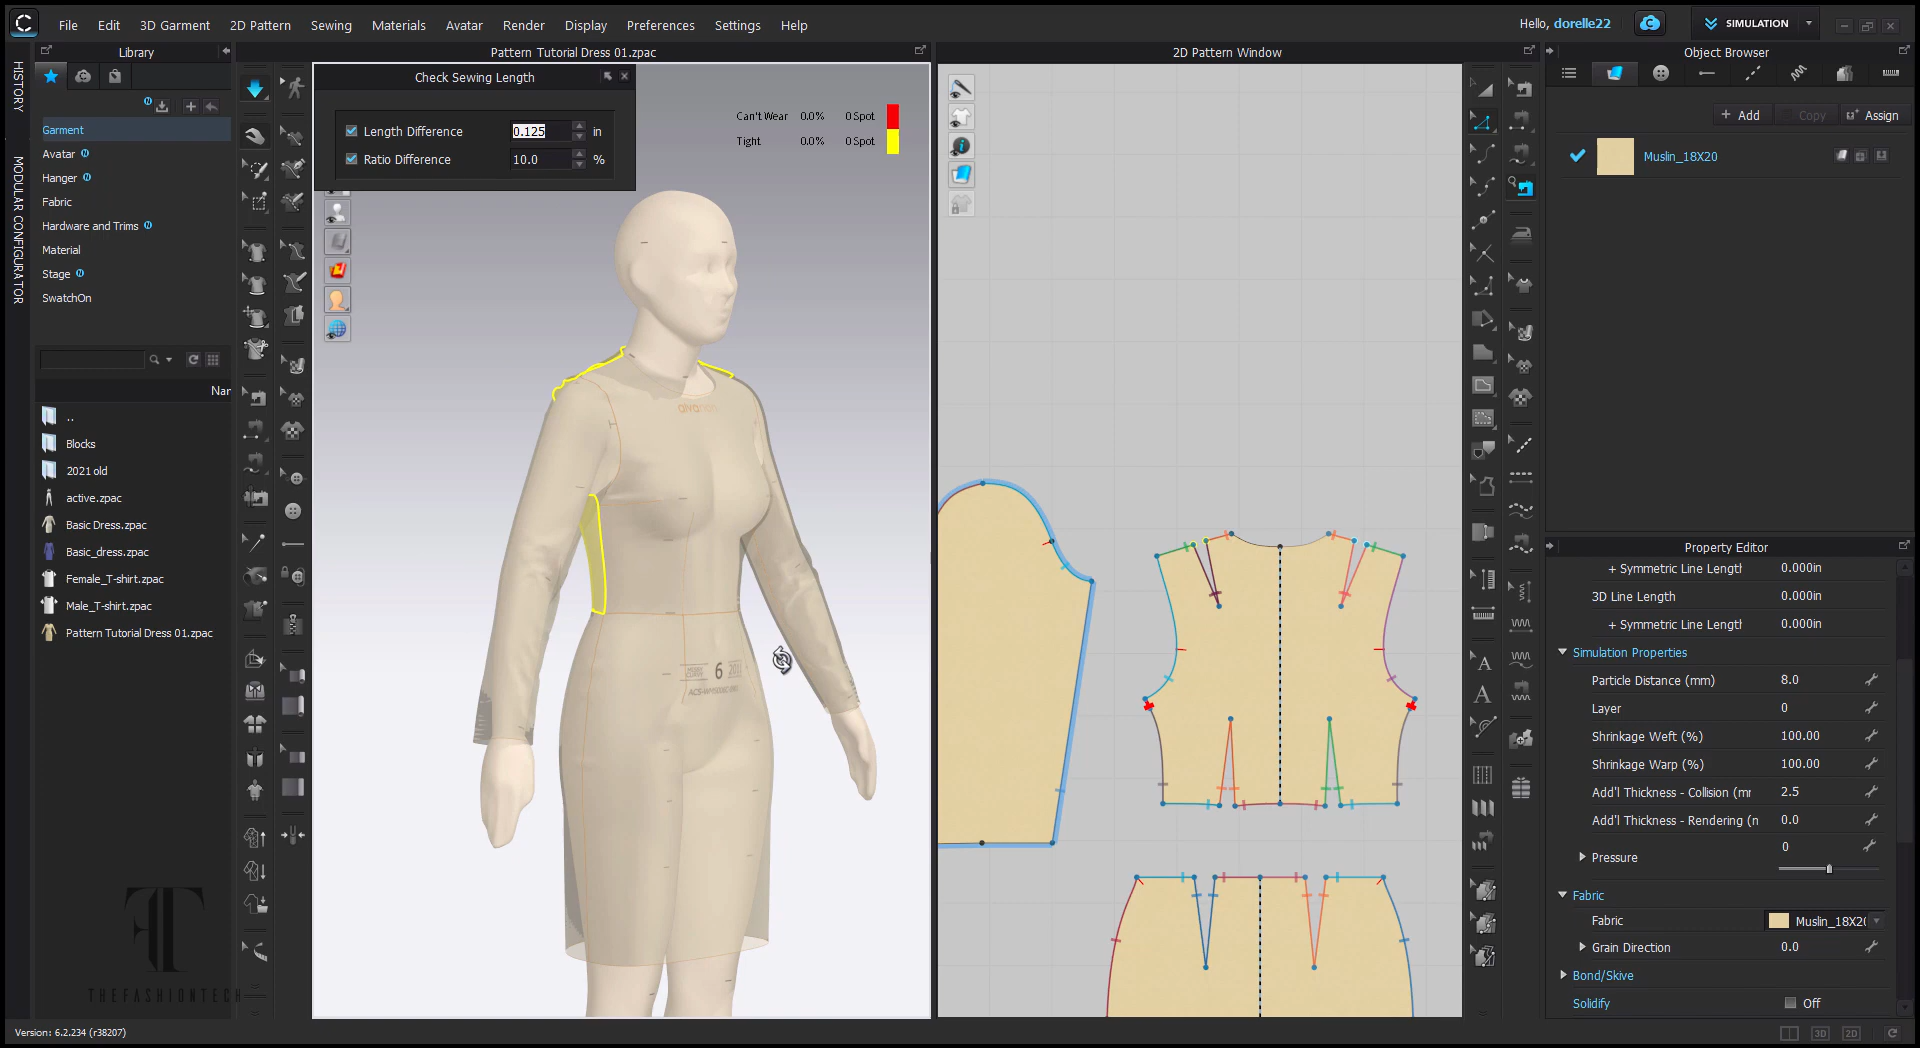 File Edit 3D Garment 2D Pattern Sewing Materials Avatar Render Display Preferences Settings Help
Hello, dorelle22
SIMULATION
Library
Pattern Tutorial Dress 01.zpac
2D Pattern Window
Object Browser
HISTORY
MODULAR CONFIGURATOR
Check Sewing Length
Length Difference 0.125 in
Ratio Difference 10.0 %
Can't Wear 0.0% 0 Spot
Tight 0.0% 0 Spot
+ Add Copy Assign
Muslin_18X20
Garment
Avatar
Hanger
Fabric
Hardware and Trims
Material
Stage
SwatchOn
Nar
..
Blocks
2021 old
active.zpac
Basic Dress.zpac
Basic_dress.zpac
Female_T-shirt.zpac
Male_T-shirt.zpac
Pattern Tutorial Dress 01.zpac
6
Property Editor
+ Symmetric Line Length 0.000in
3D Line Length 0.000in
+ Symmetric Line Length 0.000in
Simulation Properties
Particle Distance (mm) 8.0
Layer 0
Shrinkage Weft (%) 100.00
Shrinkage Warp (%) 100.00
Add'l Thickness - Collision (mr 2.5
Add'l Thickness - Rendering (n 0.0
Pressure 0
Fabric
Fabric Muslin_18X2(
Grain Direction 0.0
Bond/Skive
Solidify Off
THEFASHIONTECH
Version: 6.2.234 (r38207)
3D 2D